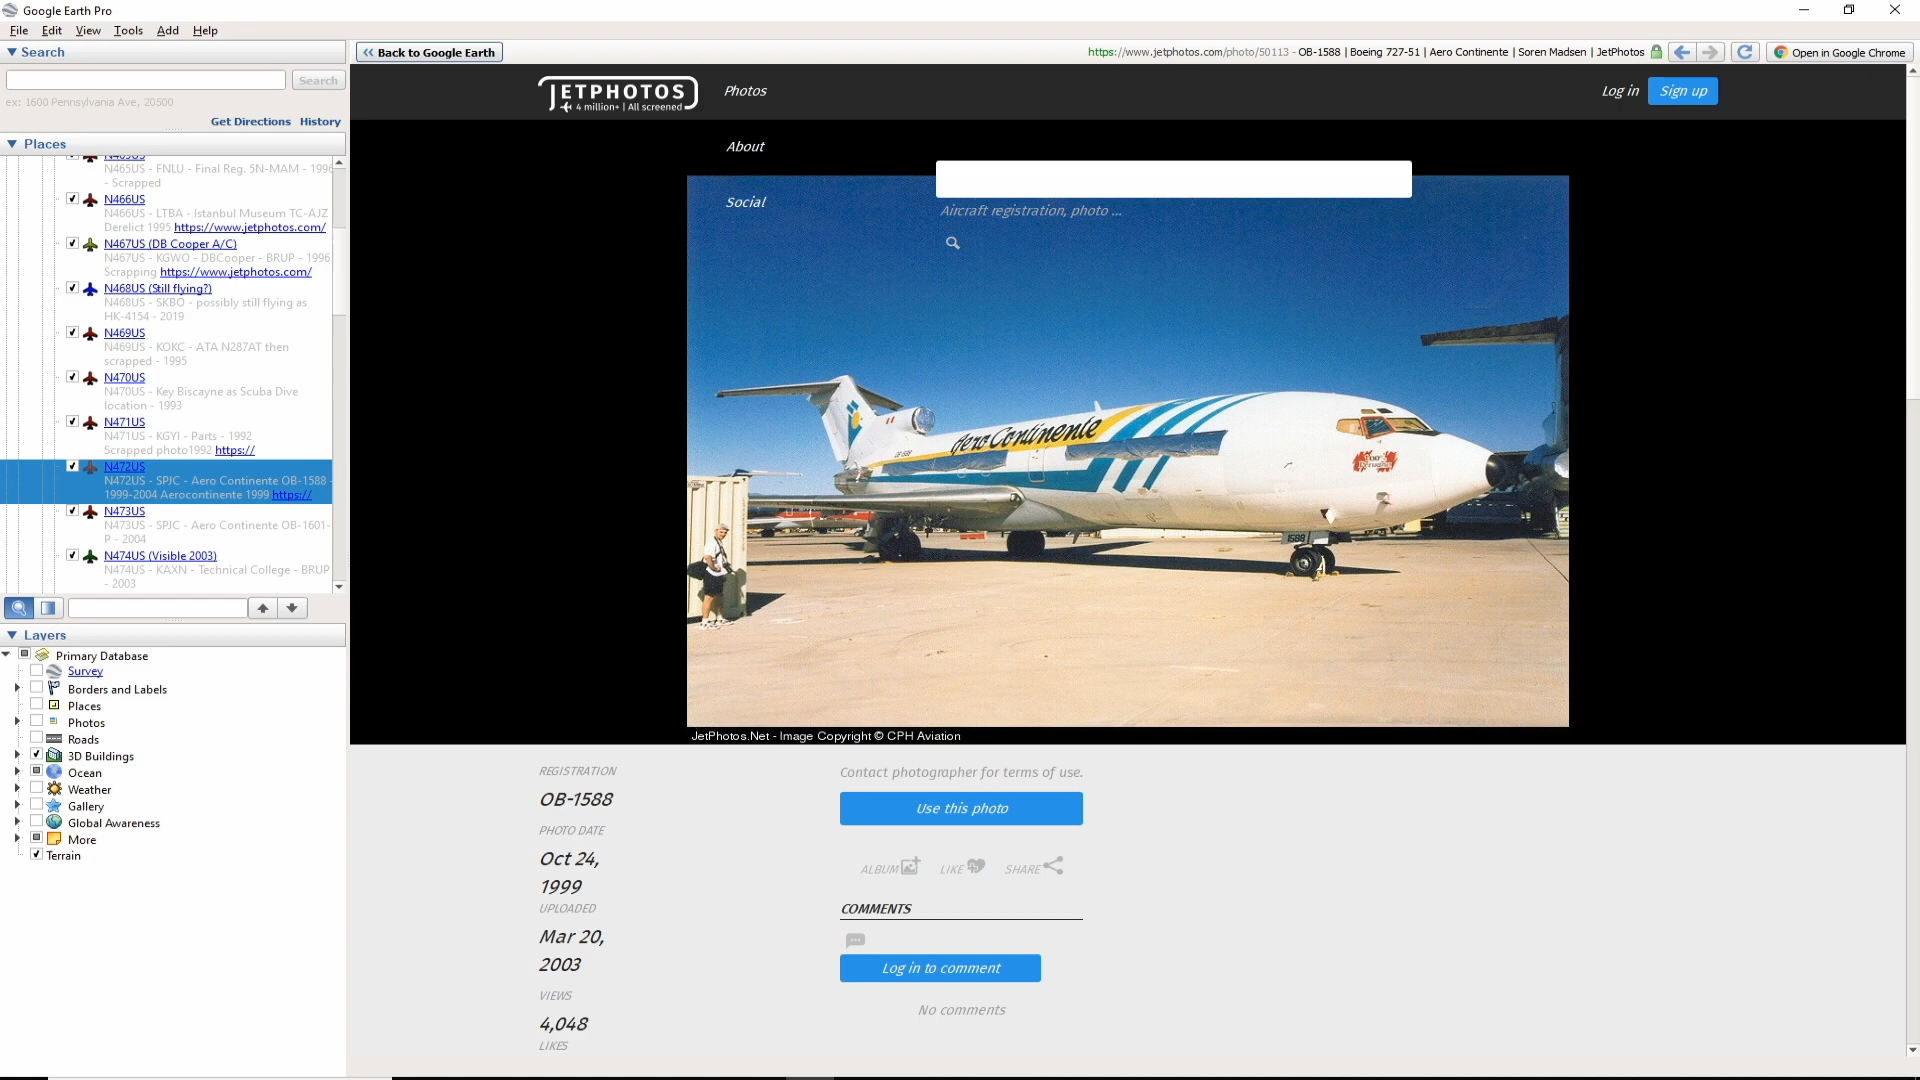 Google Earth Pro
File Edit View Tools Add Help
Search
Search
ex: 1600 Pennsylvania Ave, 20500
Get Directions History
Places
N465US
N465US - FNLU - Final Reg. 5N-MAM - 1996
- Scrapped
N466US
N466US - LTBA - Istanbul Museum TC-AJZ
Derelict 1995 https://www.jetphotos.com/
N467US (DB Cooper A/C)
N467US - KGWO - DBCooper - BRUP - 1996
Scrapping https://www.jetphotos.com/
N468US (Still flying?)
N468US - SKBO - possibly still flying as
HK-4154 - 2019
N469US
N469US - KOKC - ATA N287AT then
scrapped - 1995
N470US
N470US - Key Biscayne as Scuba Dive
location - 1993
N471US
N471US - KGYI - Parts - 1992
Scrapped photo1992 https://
N472US
N472US - SPJC - Aero Continente OB-1588 -
1999-2004 Aerocontinente 1999 https://
N473US
N473US - SPJC - Aero Continente OB-1601-
P - 2004
N474US (Visible 2003)
N474US - KAXN - Technical College - BRUP
- 2003
Layers
Primary Database
Survey
Borders and Labels
Places
Photos
Roads
3D Buildings
Ocean
Weather
Gallery
Global Awareness
More
Terrain
Back to Google Earth
https://www.jetphotos.com/photo/50113 - OB-1588 | Boeing 727-51 | Aero Continente | Soren Madsen | JetPhotos
Open in Google Chrome
JETPHOTOS
4 million+ | All screened
Photos
Log in Sign up
About
Social
Aircraft registration, photo ...
Aero Continente
OB-1588
100%
Peruano
1588
JetPhotos.Net - Image Copyright © CPH Aviation
REGISTRATION
OB-1588
PHOTO DATE
Oct 24,
1999
UPLOADED
Mar 20,
2003
VIEWS
4,048
LIKES
Contact photographer for terms of use.
Use this photo
ALBUM LIKE SHARE
COMMENTS
Log in to comment
No comments